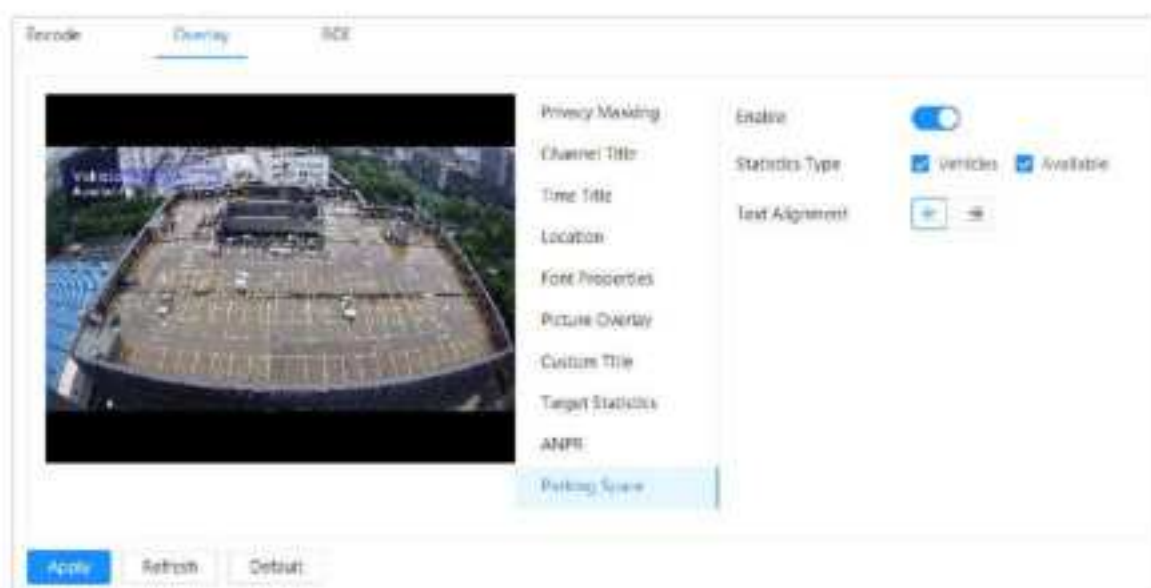 Encode Overlay ROI
Privacy Masking
Channel Title
Time Title
Location
Font Properties
Picture Overlay
Custom Title
Target Statistics
ANPR
Parking Space
Enable
Statistics Type Vehicles Available
Text Alignment
Apply Refresh Default